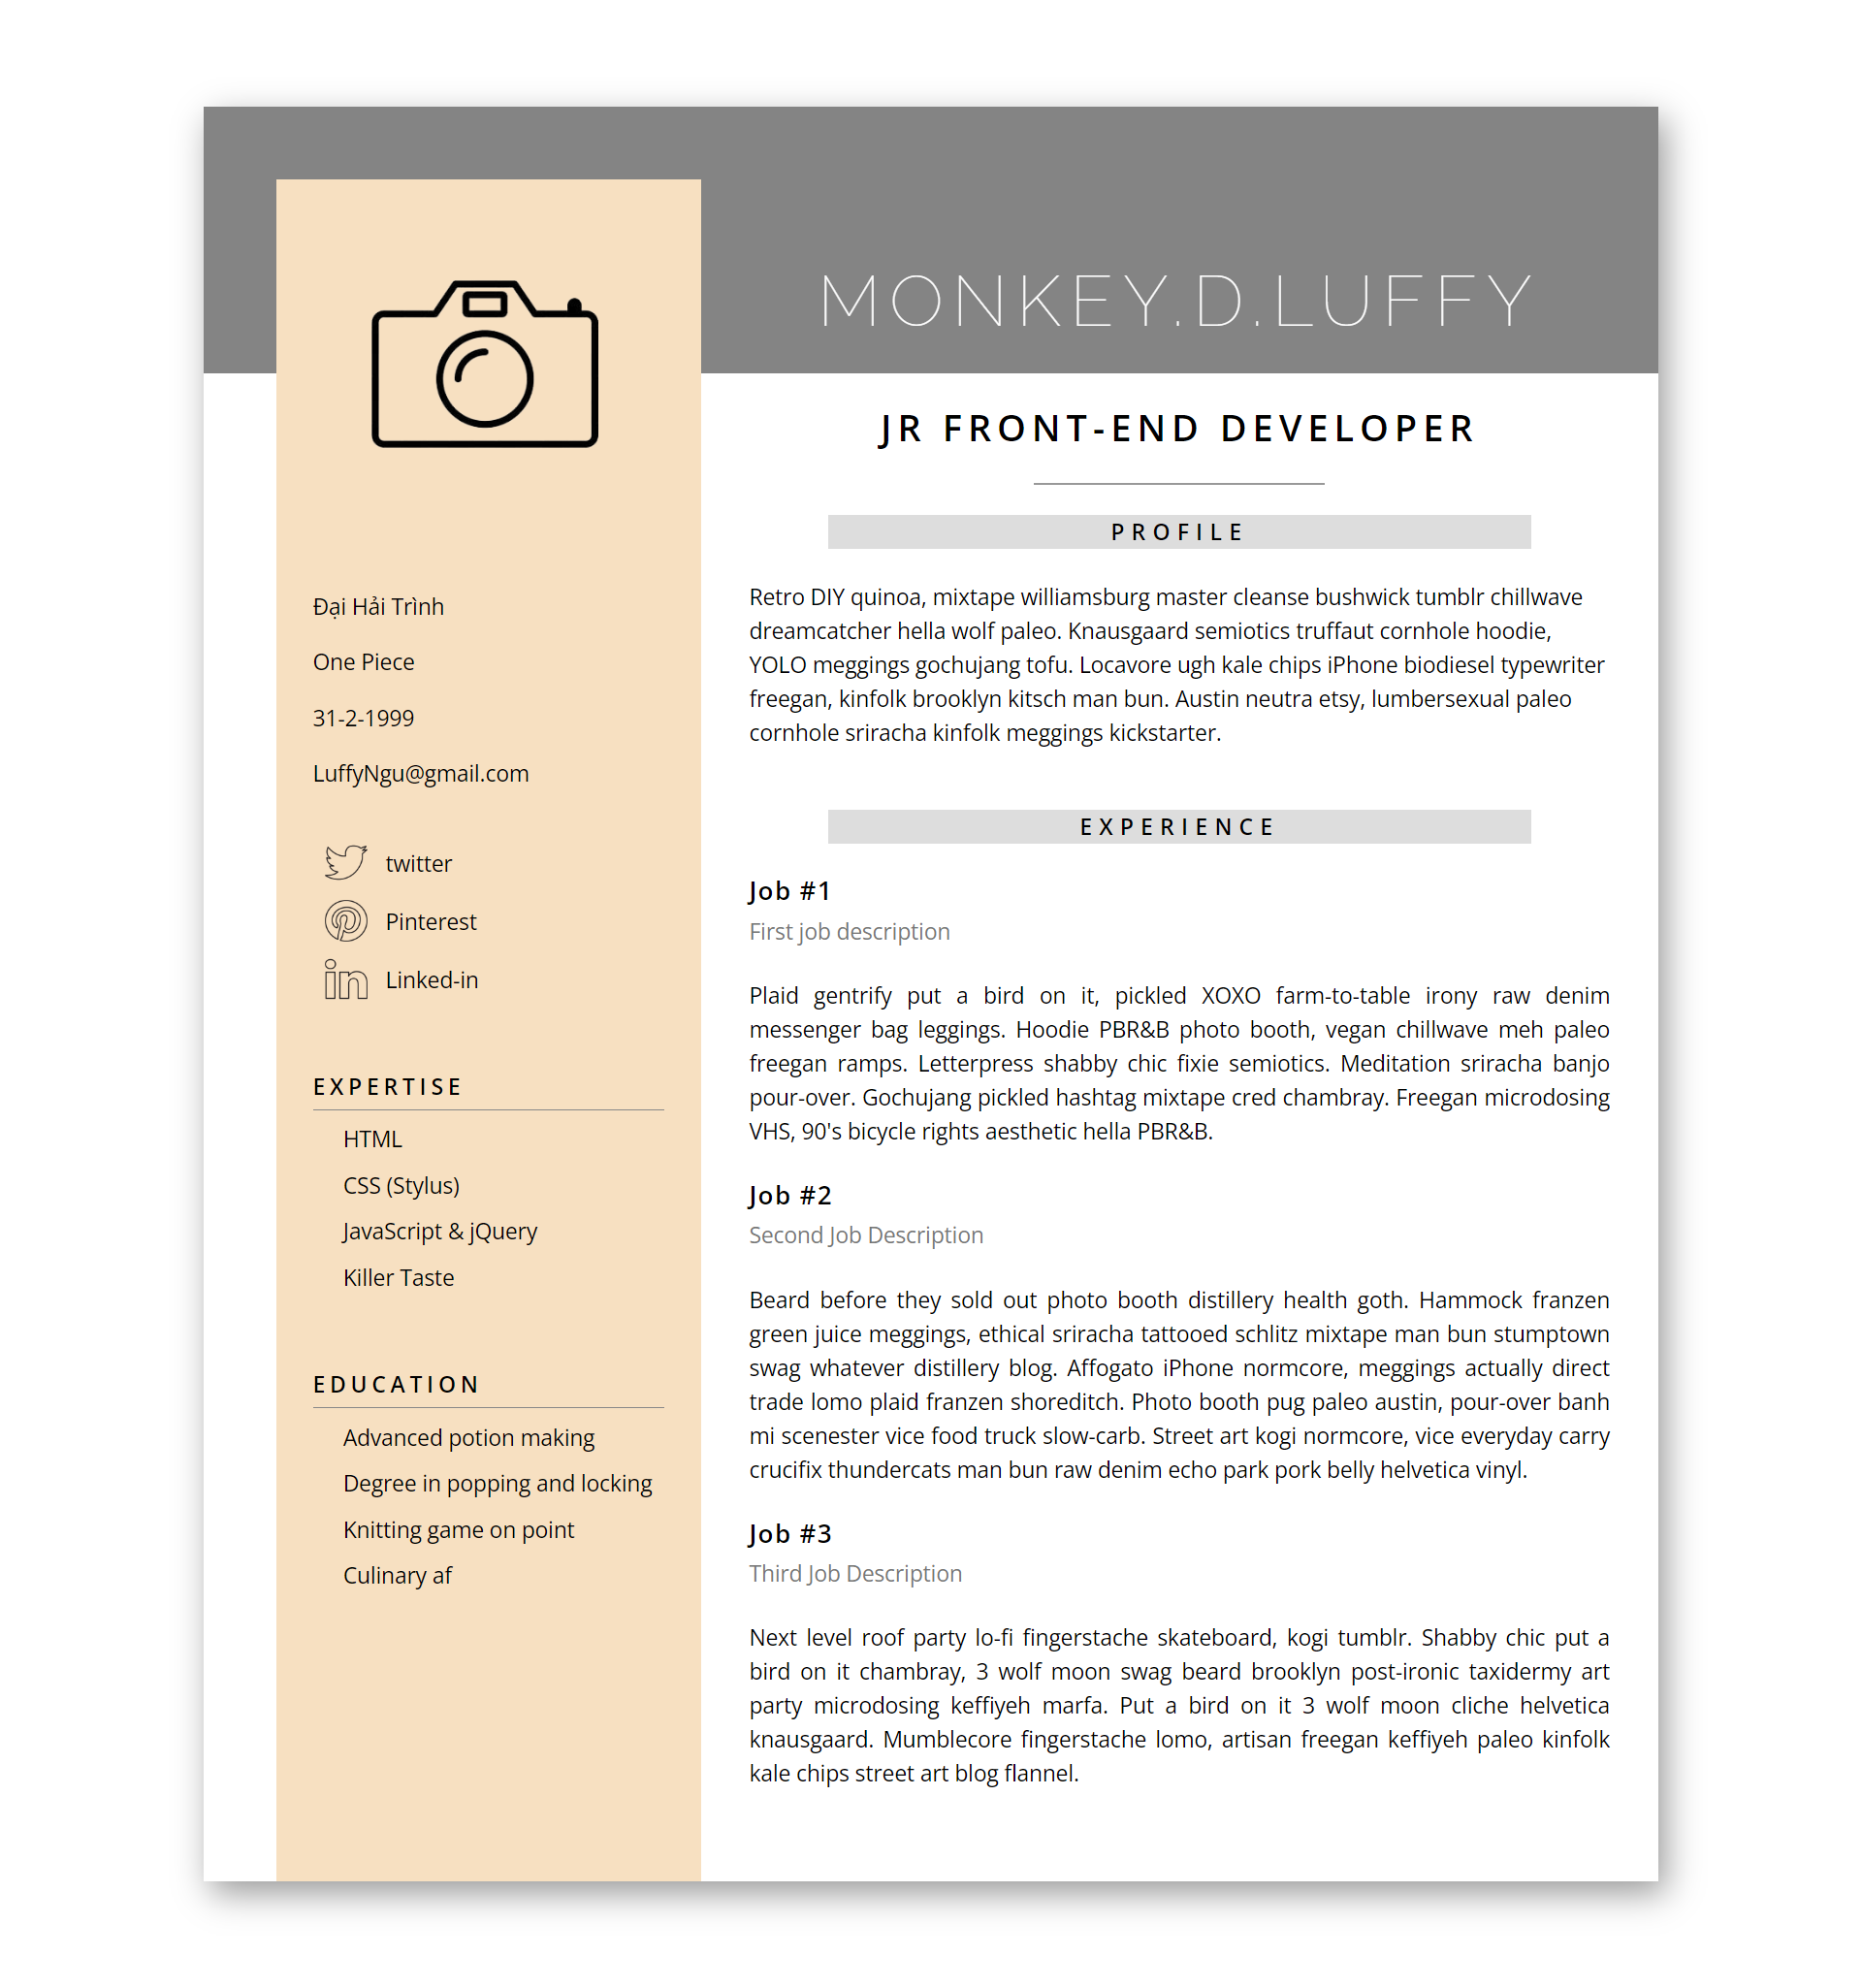 MONKEY.D.LUFFY
JR FRONT-END DEVELOPER
Đại Hải Trình
One Piece
31-2-1999
LuffyNgu@gmail.com
twitter
Pinterest
Linked-in
EXPERTISE
HTML
CSS (Stylus)
JavaScript & jQuery
Killer Taste
EDUCATION
Advanced potion making
Degree in popping and locking
Knitting game on point
Culinary af
PROFILE
Retro DIY quinoa, mixtape williamsburg master cleanse bushwick tumblr chillwave
dreamcatcher hella wolf paleo. Knausgaard semiotics truffaut cornhole hoodie,
YOLO meggings gochujang tofu. Locavore ugh kale chips iPhone biodiesel typewriter
freegan, kinfolk brooklyn kitsch man bun. Austin neutra etsy, lumbersexual paleo
cornhole sriracha kinfolk meggings kickstarter.
EXPERIENCE
Job #1
First job description
Plaid gentrify put a bird on it, pickled XOXO farm-to-table irony raw denim
messenger bag leggings. Hoodie PBR&B photo booth, vegan chillwave meh paleo
freegan ramps. Letterpress shabby chic fixie semiotics. Meditation sriracha banjo
pour-over. Gochujang pickled hashtag mixtape cred chambray. Freegan microdosing
VHS, 90's bicycle rights aesthetic hella PBR&B.
Job #2
Second Job Description
Beard before they sold out photo booth distillery health goth. Hammock franzen
green juice meggings, ethical sriracha tattooed schlitz mixtape man bun stumptown
swag whatever distillery blog. Affogato iPhone normcore, meggings actually direct
trade lomo plaid franzen shoreditch. Photo booth pug paleo austin, pour-over banh
mi scenester vice food truck slow-carb. Street art kogi normcore, vice everyday carry
crucifix thundercats man bun raw denim echo park pork belly helvetica vinyl.
Job #3
Third Job Description
Next level roof party lo-fi fingerstache skateboard, kogi tumblr. Shabby chic put a
bird on it chambray, 3 wolf moon swag beard brooklyn post-ironic taxidermy art
party microdosing keffiyeh marfa. Put a bird on it 3 wolf moon cliche helvetica
knausgaard. Mumblecore fingerstache lomo, artisan freegan keffiyeh paleo kinfolk
kale chips street art blog flannel.